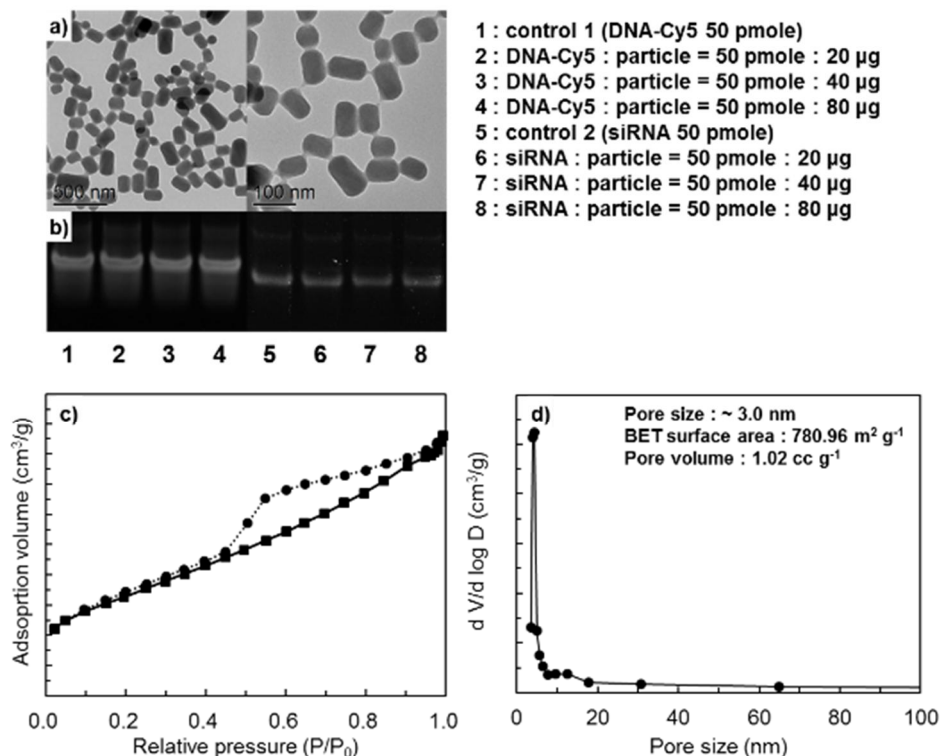 a)
500 nm
100 nm
1 : control 1 (DNA-Cy5 50 pmole)
2 : DNA-Cy5 : particle = 50 pmole : 20 µg
3 : DNA-Cy5 : particle = 50 pmole : 40 µg
4 : DNA-Cy5 : particle = 50 pmole : 80 µg
5 : control 2 (siRNA 50 pmole)
6 : siRNA : particle = 50 pmole : 20 µg
7 : siRNA : particle = 50 pmole : 40 µg
8 : siRNA : particle = 50 pmole : 80 µg
b)
1 2 3 4 5 6 7 8
c)
Adsoprtion volume (cm³/g)
0.0 0.2 0.4 0.6 0.8 1.0
Relative pressure (P/P₀)
d)
Pore size : ~ 3.0 nm
BET surface area : 780.96 m² g⁻¹
Pore volume : 1.02 cc g⁻¹
d V/d log D (cm³/g)
0 20 40 60 80 100
Pore size (nm)